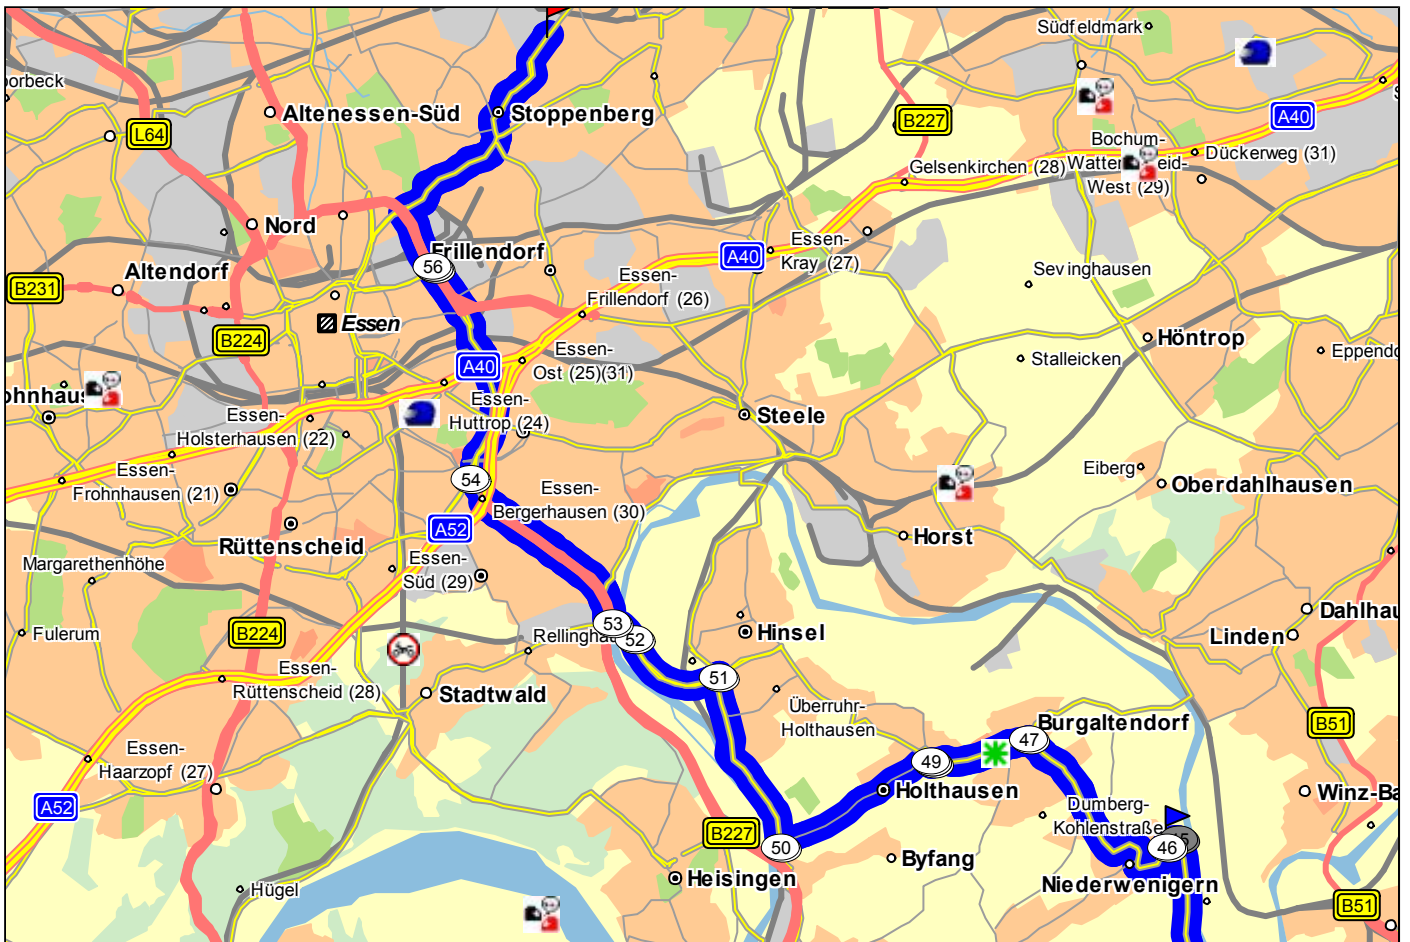 Südfeldmark
orbeck
Altenessen-Süd
Stoppenberg
L64
B227
A40
Bochum-
Gelsenkirchen (28)
Dückerweg (31)
West (29)
Nord
Frillendorf
56
Essen-
Kray (27)
A40
Altendorf
B231
Essen-
Frillendorf (26)
Sevinghausen
Essen
B224
Höntrop
Essen-
Ost (25)(31)
Stalleicken
Eppendo
A40
ohnhaus
Essen-
Huttrop (24)
Essen-
Holsterhausen (22)
Steele
Essen-
Frohnhausen (21)
54
Eiberg
Oberdahlhausen
Essen-
Bergerhausen (30)
A52
Horst
Rüttenscheid
Essen-
Süd (29)
Margarethenhöhe
Fulerum
B224
53
52
Rellingha
Hinsel
Dahlhau
Linden
Essen-
Rüttenscheid (28)
Stadtwald
51
Überruhr-
Holthausen
Burgaltendorf
47
B51
Essen-
Haarzopf (27)
49
A52
Holthausen
Winz-Ba
Dumberg-
Kohlenstraße
B227
50
46
Byfang
Heisingen
Niederwenigern
Hügel
B51